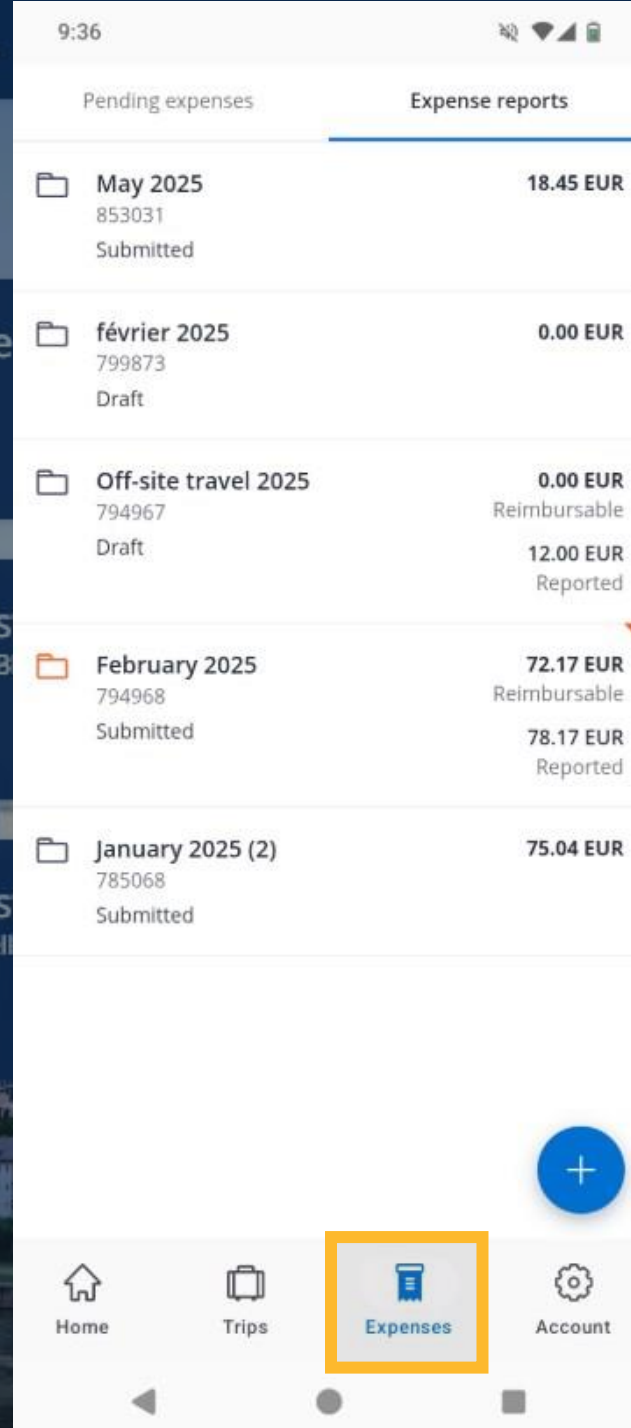 9:36
Pending expenses
Expense reports
May 2025
18.45 EUR
853031
Submitted
février 2025
0.00 EUR
799873
Draft
Off-site travel 2025
0.00 EUR
794967
Reimbursable
Draft
12.00 EUR
Reported
February 2025
72.17 EUR
794968
Reimbursable
Submitted
78.17 EUR
Reported
January 2025 (2)
75.04 EUR
785068
Submitted
Home
Trips
Expenses
Account